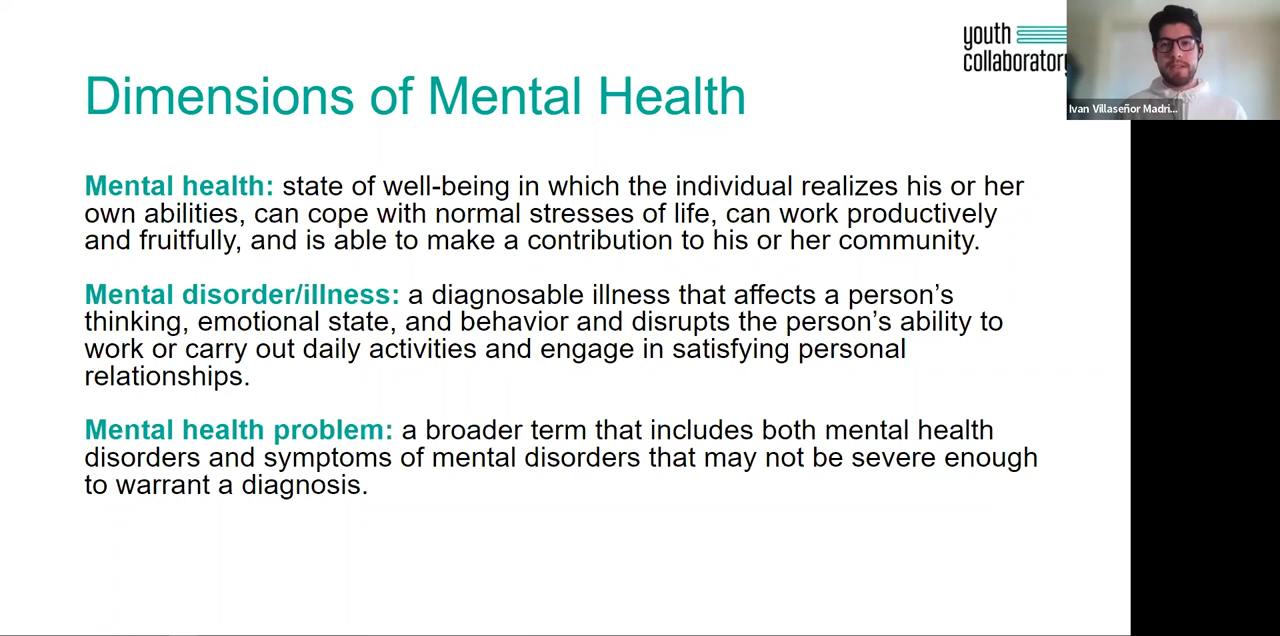 youth
collaboratory
Ivan Villaseñor Madri...
Dimensions of Mental Health
Mental health: state of well-being in which the individual realizes his or her
own abilities, can cope with normal stresses of life, can work productively
and fruitfully, and is able to make a contribution to his or her community.
Mental disorder/illness: a diagnosable illness that affects a person’s
thinking, emotional state, and behavior and disrupts the person’s ability to
work or carry out daily activities and engage in satisfying personal
relationships.
Mental health problem: a broader term that includes both mental health
disorders and symptoms of mental disorders that may not be severe enough
to warrant a diagnosis.